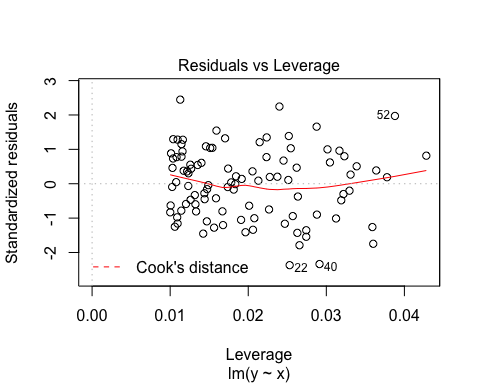 Residuals vs Leverage
Standardized residuals
3
2
1
0
-1
-2
52
22
40
Cook's distance
0.00 0.01 0.02 0.03 0.04
Leverage
lm(y ~ x)